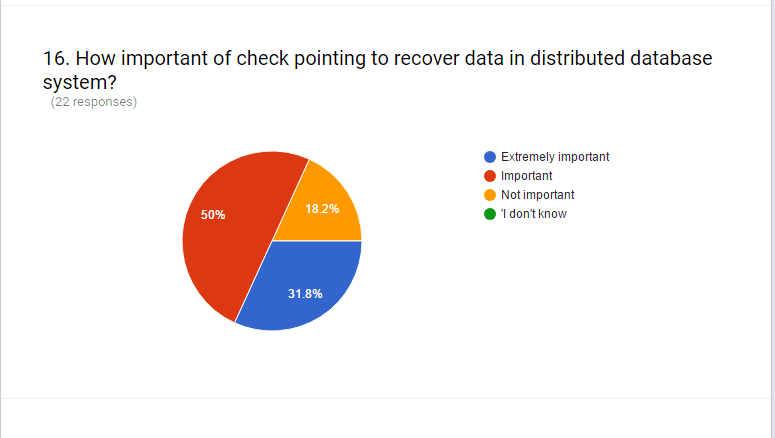 16. How important of check pointing to recover data in distributed database
system?
(22 responses)
Extremely important
Important
Not important
'I don't know
50%
18.2%
31.8%